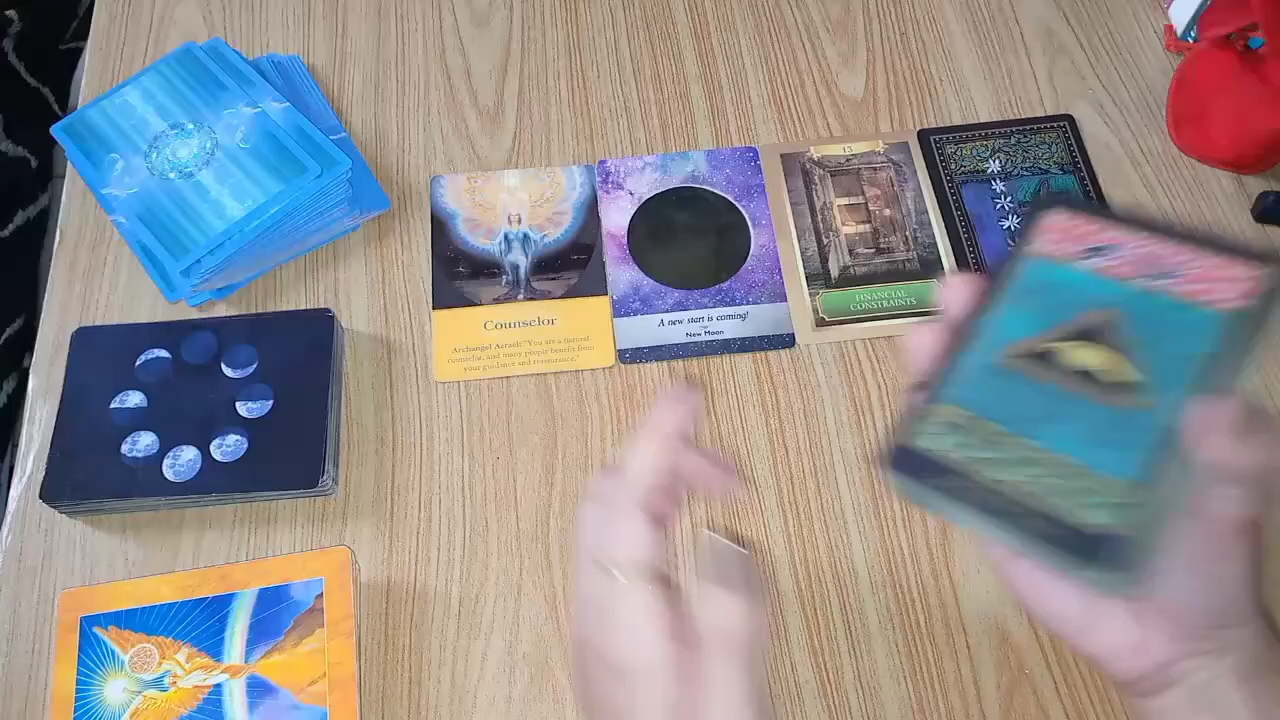 Counselor
Archangel Azrael: "You are a natural
counselor, and many people benefit from
your guidance and reassurance."
A new start is coming!
New Moon
13
FINANCIAL
CONSTRAINTS